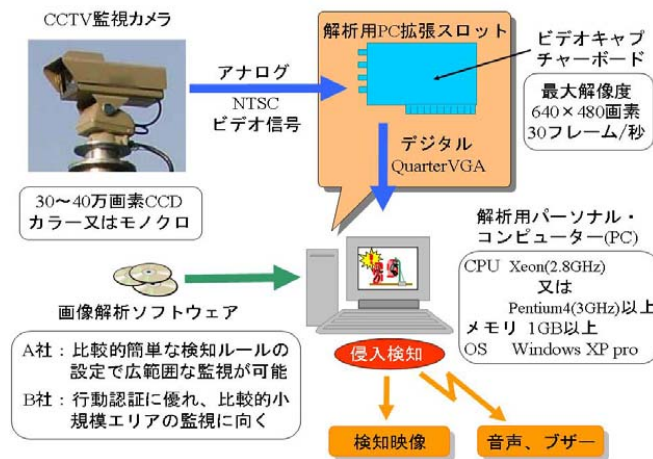 CCTV監視カメラ
解析用PC拡張スロット
ビデオキャプ
チャーボード
アナログ
NTSC
ビデオ信号
最大解像度
640×480画素
30フレーム/秒
デジタル
QuarterVGA
30～40万画素CCD
カラー又はモノクロ
解析用パーソナル・
コンピューター(PC)
CPU Xeon(2.8GHz)
又は
Pentium4(3GHz)以上
メモリ 1GB以上
OS Windows XP pro
画像解析ソフトウェア
A社：比較的簡単な検知ルールの
設定で広範囲な監視が可能
B社：行動認証に優れ、比較的小
規模エリアの監視に向く
侵入検知
検知映像
音声、ブザー